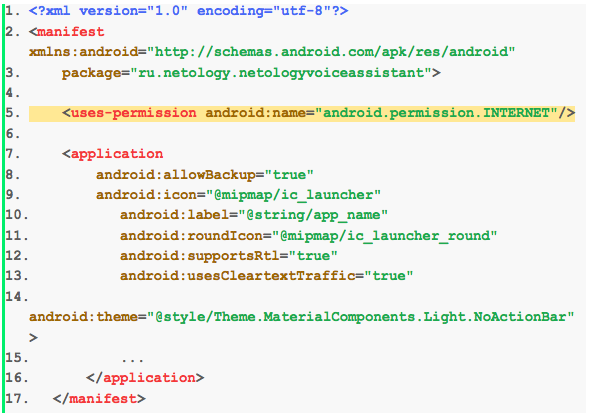 1. <?xml version="1.0" encoding="utf-8"?>
2. <manifest
xmlns:android="http://schemas.android.com/apk/res/android"
3. package="ru.netology.netologyvoiceassistant">
4.
5. <uses-permission android:name="android.permission.INTERNET"/>
6.
7. <application
8. android:allowBackup="true"
9. android:icon="@mipmap/ic_launcher"
10. android:label="@string/app_name"
11. android:roundIcon="@mipmap/ic_launcher_round"
12. android:supportsRtl="true"
13. android:usesCleartextTraffic="true"
14.
android:theme="@style/Theme.MaterialComponents.Light.NoActionBar"
>
15. ...
16. </application>
17. </manifest>